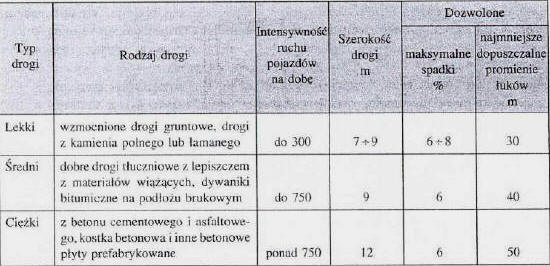 Typ drogi
Rodzaj drogi
Intensywność ruchu pojazdów na dobę
Szerokość drogi m
Dozwolone
maksymalne spadki %
najmniejsze dopuszczalne promienie łuków m
Lekki
wzmocnione drogi gruntowe, drogi
z kamienia polnego lub łamanego
do 300
7÷9
6÷8
30
Średni
dobre drogi tłuczniowe z lepiszczem
z materiałów wiążących, dywaniki
bitumiczne na podłożu brukowym
do 750
9
6
40
Ciężki
z betonu cementowego i asfaltowe-
go, kostka betonowa i inne betonowe
płyty prefabrykowane
ponad 750
12
6
50